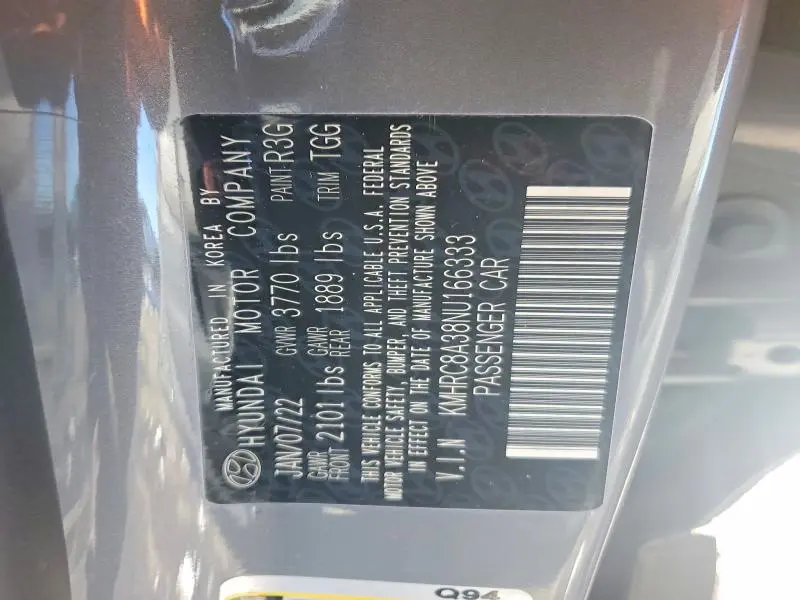 MANUFACTURED IN KOREA BY
HYUNDAI MOTOR COMPANY
JAN/07/22 GVWR 3770 lbs PAINT R3G
GAWR FRONT 2101 lbs GAWR REAR 1889 lbs TRIM TGG
THIS VEHICLE CONFORMS TO ALL APPLICABLE U.S.A. FEDERAL
MOTOR VEHICLE SAFETY, BUMPER AND THEFT PREVENTION STANDARDS
IN EFFECT ON THE DATE OF MANUFACTURE SHOWN ABOVE
V.I.N KMHRC8A38NU166333
PASSENGER CAR
Q94